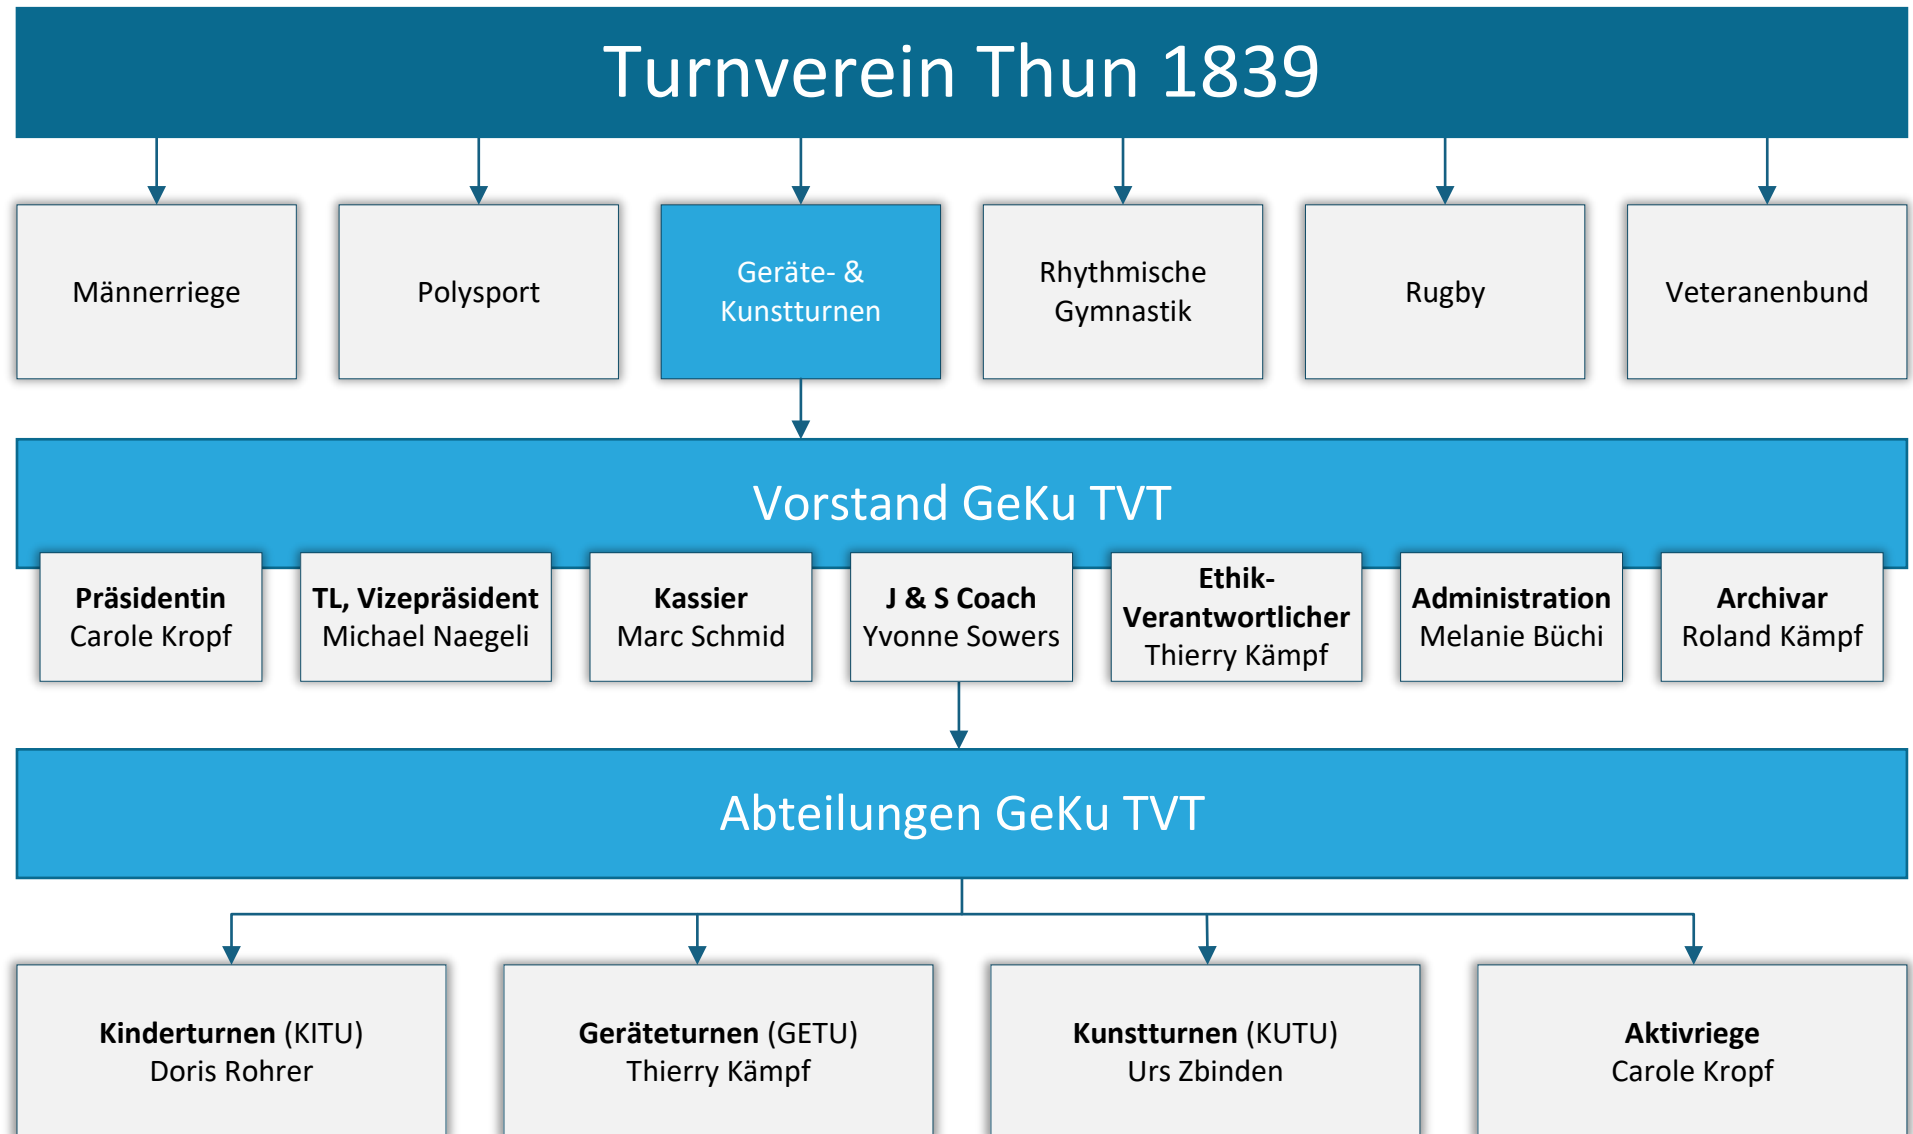 Turnverein Thun 1839
Männerriege
Polysport
Geräte- &
Kunstturnen
Rhythmische
Gymnastik
Rugby
Veteranenbund
Vorstand GeKu TVT
Präsidentin
Carole Kropf
TL, Vizepräsident
Michael Naegeli
Kassier
Marc Schmid
J & S Coach
Yvonne Sowers
Ethik-
Verantwortlicher
Thierry Kämpf
Administration
Melanie Büchi
Archivar
Roland Kämpf
Abteilungen GeKu TVT
Kinderturnen (KITU)
Doris Rohrer
Geräteturnen (GETU)
Thierry Kämpf
Kunstturnen (KUTU)
Urs Zbinden
Aktivriege
Carole Kropf